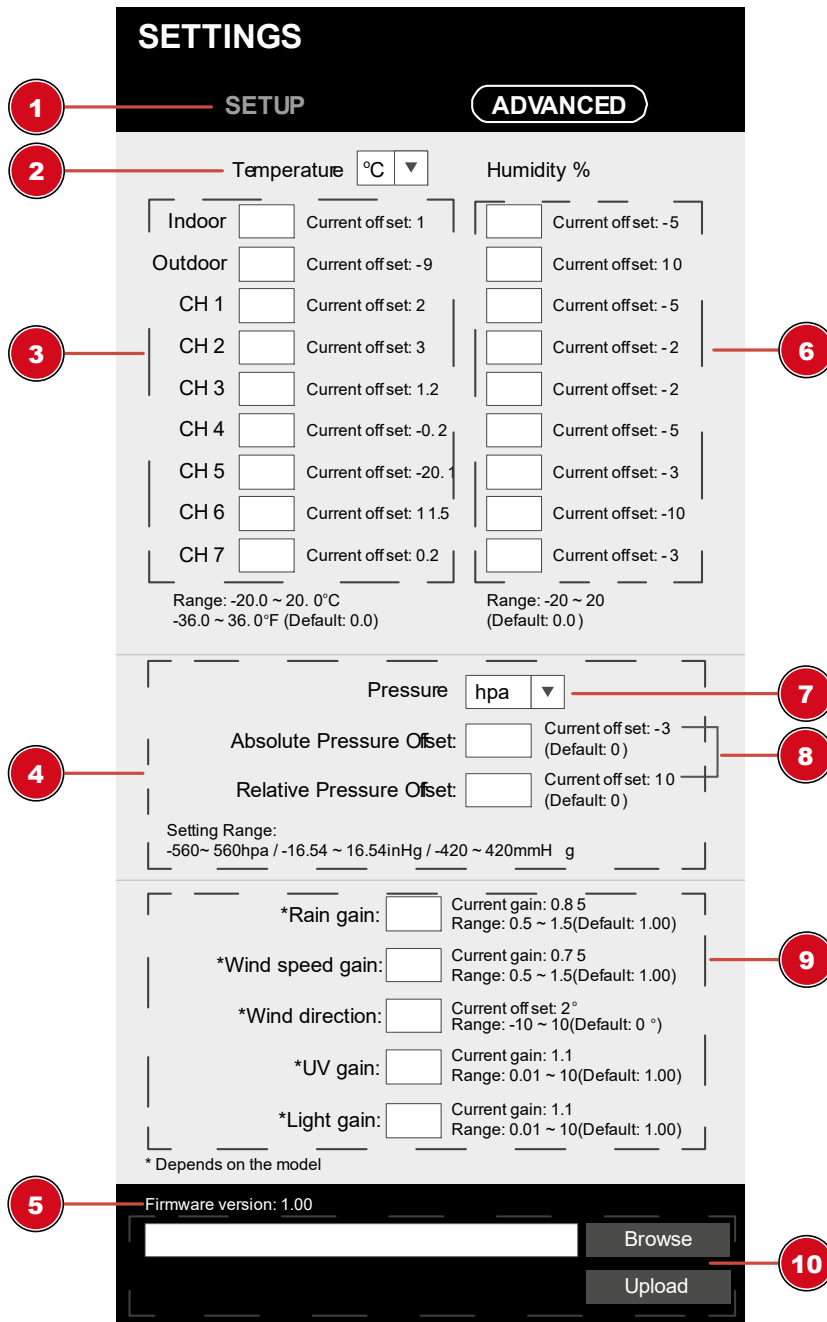 SETTINGS
1 SETUP ADVANCED
2 Temperature °C ▼ Humidity %
Indoor Current offset: 1 Current offset: -5
Outdoor Current offset: -9 Current offset: 10
CH 1 Current offset: 2 Current offset: -5
3 CH 2 Current offset: 3 Current offset: -2 6
CH 3 Current offset: 1.2 Current offset: -2
CH 4 Current offset: -0.2 Current offset: -5
CH 5 Current offset: -20.1 Current offset: -3
CH 6 Current offset: 11.5 Current offset: -10
CH 7 Current offset: 0.2 Current offset: -3
Range: -20.0 ~ 20.0°C Range: -20 ~ 20
-36.0 ~ 36.0°F (Default: 0.0) (Default: 0.0)
Pressure hpa ▼ 7
Absolute Pressure Offset: Current offset: -3
(Default: 0)
4 8
Relative Pressure Offset: Current offset: 10
(Default: 0)
Setting Range:
-560~ 560hpa / -16.54 ~ 16.54inHg / -420 ~ 420mmH g
*Rain gain: Current gain: 0.85
Range: 0.5 ~ 1.5(Default: 1.00)
*Wind speed gain: Current gain: 0.75 9
Range: 0.5 ~ 1.5(Default: 1.00)
*Wind direction: Current offset: 2°
Range: -10 ~ 10(Default: 0 °)
*UV gain: Current gain: 1.1
Range: 0.01 ~ 10(Default: 1.00)
*Light gain: Current gain: 1.1
Range: 0.01 ~ 10(Default: 1.00)
* Depends on the model
5 Firmware version: 1.00
Browse
10
Upload